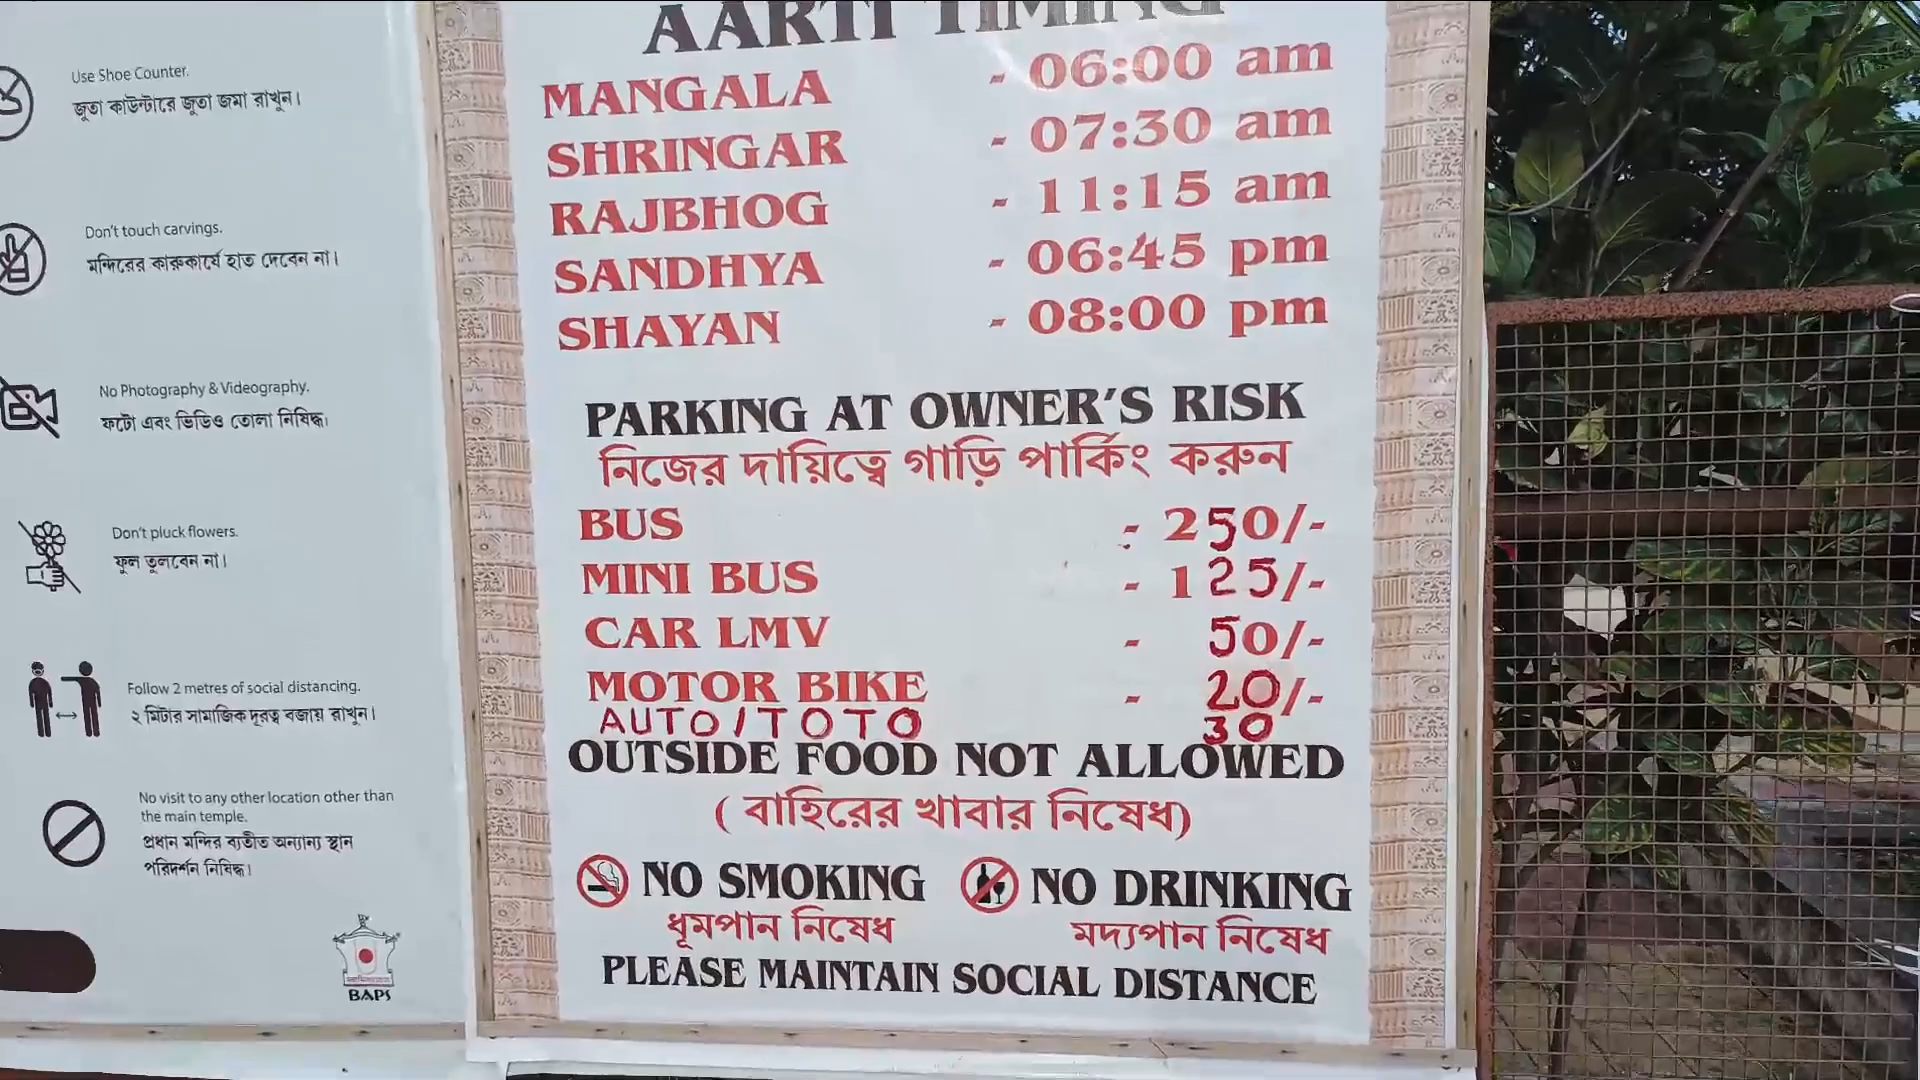 Use Shoe Counter.
জুতা কাউন্টারে জুতা জমা রাখুন।
Don't touch carvings.
মন্দিরের কারুকার্যে হাত দেবেন না।
No Photography & Videography.
ফটো এবং ভিডিও তোলা নিষিদ্ধ।
Don't pluck flowers.
ফুল তুলবেন না।
Follow 2 metres of social distancing.
২ মিটার সামাজিক দূরত্ব বজায় রাখুন।
No visit to any other location other than
the main temple.
প্রধান মন্দির ব্যতীত অন্যান্য স্থান
পরিদর্শন নিষিদ্ধ।
BAPS
AARTI TIMING
MANGALA - 06:00 am
SHRINGAR - 07:30 am
RAJBHOG - 11:15 am
SANDHYA - 06:45 pm
SHAYAN - 08:00 pm
PARKING AT OWNER'S RISK
নিজের দায়িত্বে গাড়ি পার্কিং করুন
BUS - 250/-
MINI BUS - 125/-
CAR LMV - 50/-
MOTOR BIKE - 20/-
AUTO/TOTO 30
OUTSIDE FOOD NOT ALLOWED
( বাহিরের খাবার নিষেধ)
NO SMOKING NO DRINKING
ধূমপান নিষেধ মদ্যপান নিষেধ
PLEASE MAINTAIN SOCIAL DISTANCE